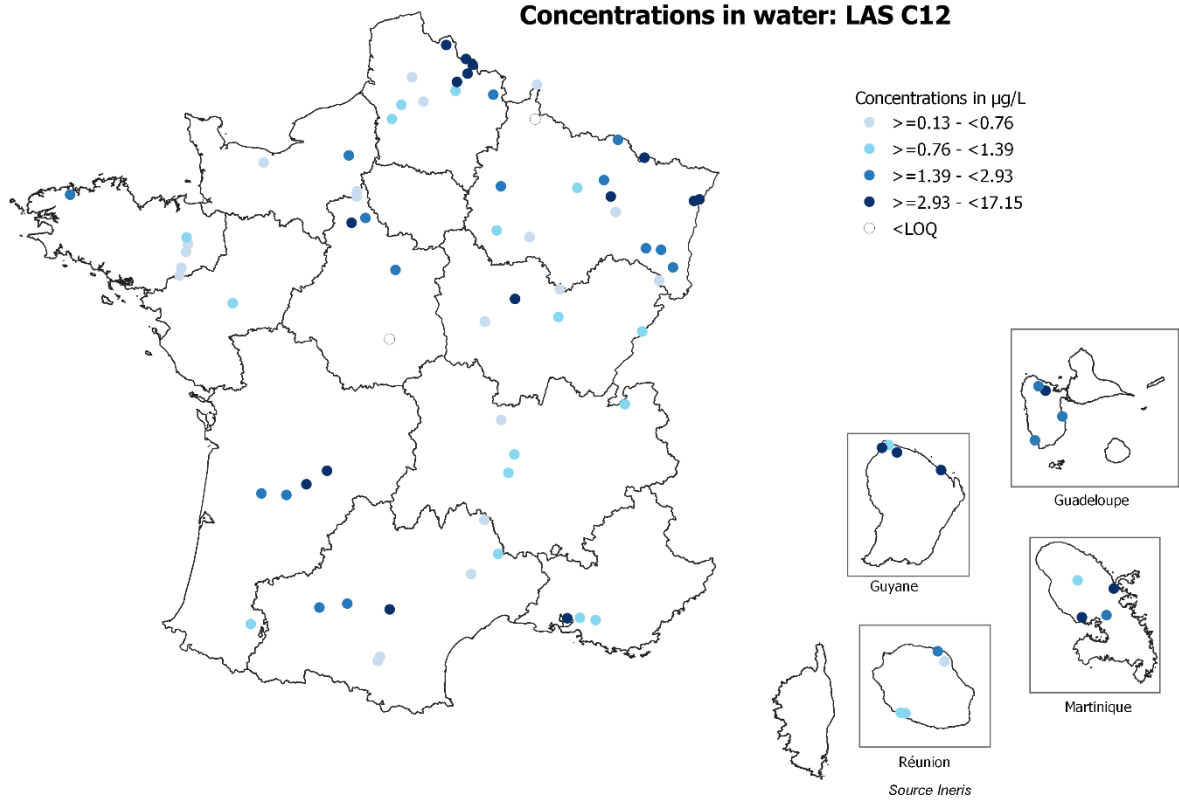 Concentrations in water: LAS C12
Concentrations in µg/L
>=0.13 - <0.76
>=0.76 - <1.39
>=1.39 - <2.93
>=2.93 - <17.15
<LOQ
Guadeloupe
Guyane
Martinique
Réunion
Source Ineris